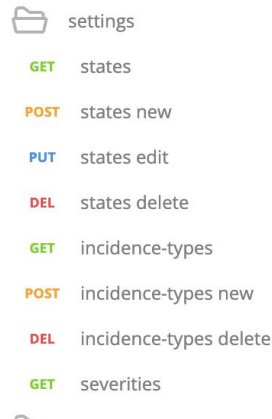 settings
GET states
POST states new
PUT states edit
DEL states delete
GET incidence-types
POST incidence-types new
DEL incidence-types delete
GET severities